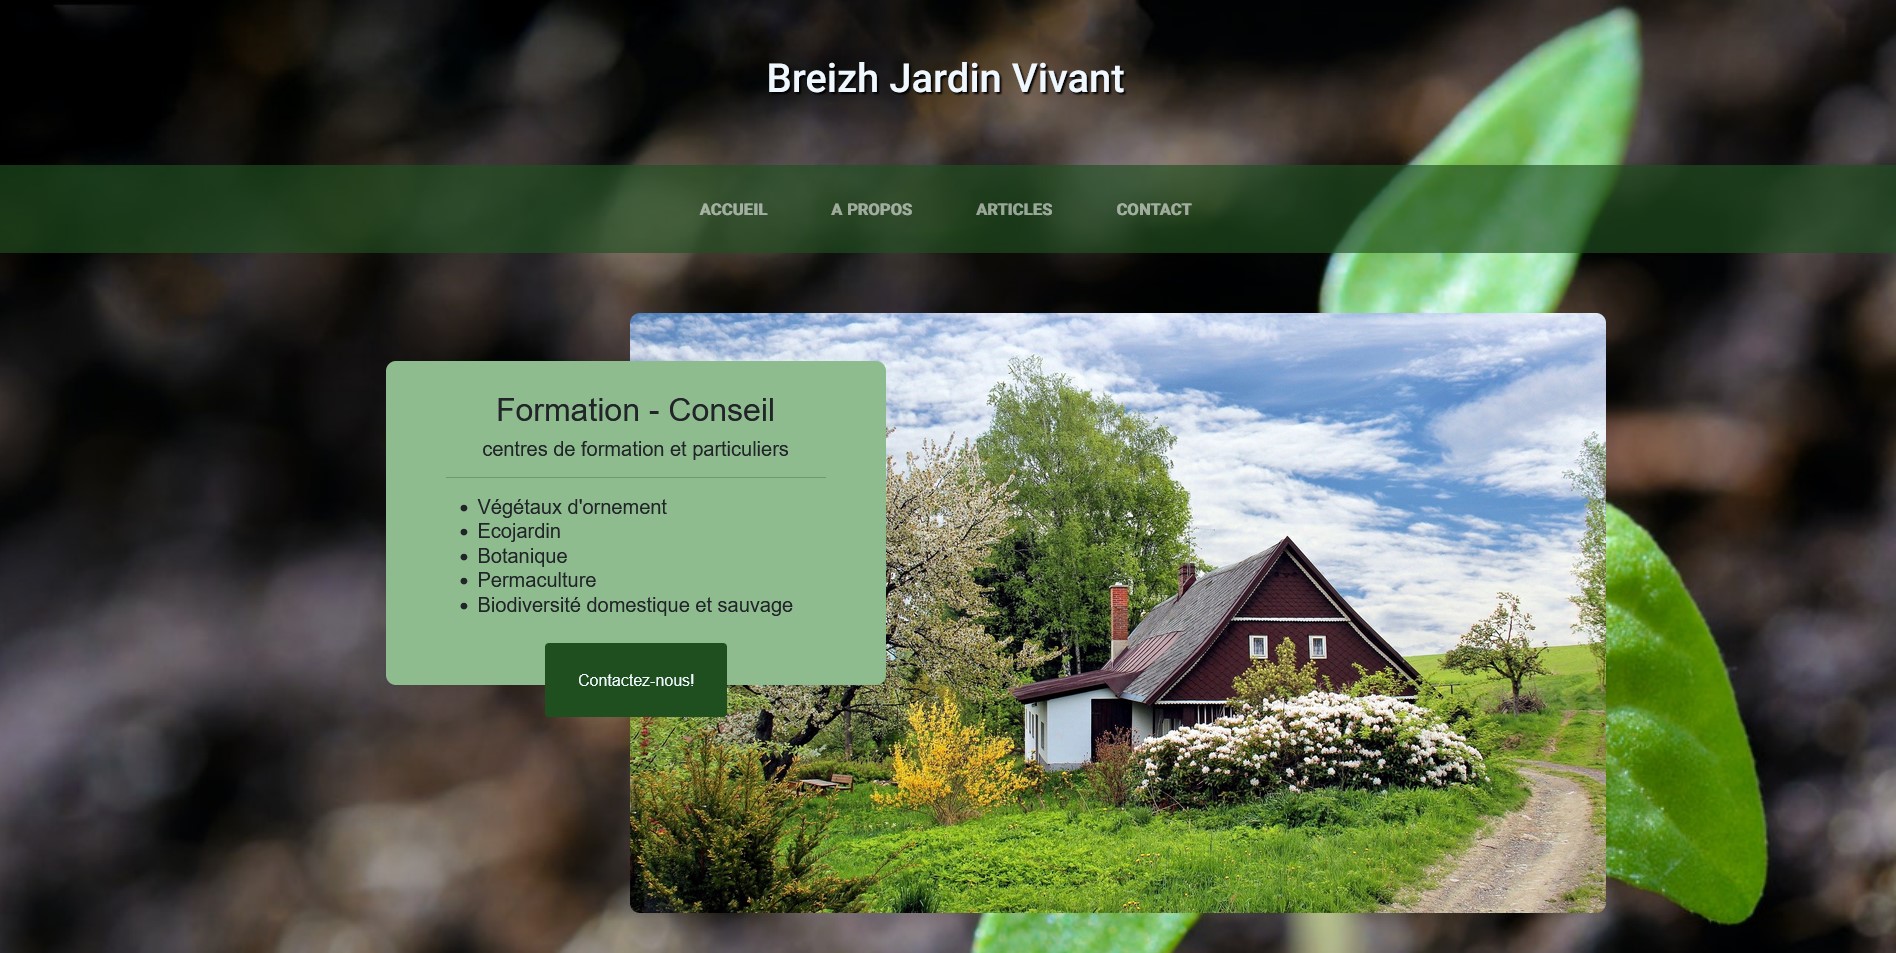 Breizh Jardin Vivant
ACCUEIL A PROPOS ARTICLES CONTACT
Formation - Conseil
centres de formation et particuliers
Végétaux d'ornement
Ecojardin
Botanique
Permaculture
Biodiversité domestique et sauvage
Contactez-nous!